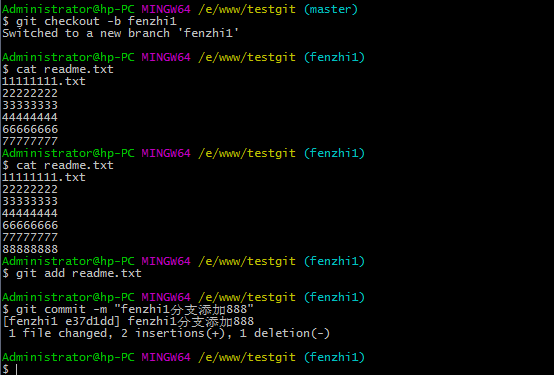 Administrator@hp-PC MINGW64 /e/www/testgit (master)
$ git checkout -b fenzhi1
Switched to a new branch 'fenzhi1'
Administrator@hp-PC MINGW64 /e/www/testgit (fenzhi1)
$ cat readme.txt
11111111.txt
22222222
33333333
44444444
66666666
77777777
Administrator@hp-PC MINGW64 /e/www/testgit (fenzhi1)
$ cat readme.txt
11111111.txt
22222222
33333333
44444444
66666666
77777777
88888888
Administrator@hp-PC MINGW64 /e/www/testgit (fenzhi1)
$ git add readme.txt
Administrator@hp-PC MINGW64 /e/www/testgit (fenzhi1)
$ git commit -m "fenzhi1分支添加888"
[fenzhi1 e37d1dd] fenzhi1分支添加888
1 file changed, 2 insertions(+), 1 deletion(-)
Administrator@hp-PC MINGW64 /e/www/testgit (fenzhi1)
$